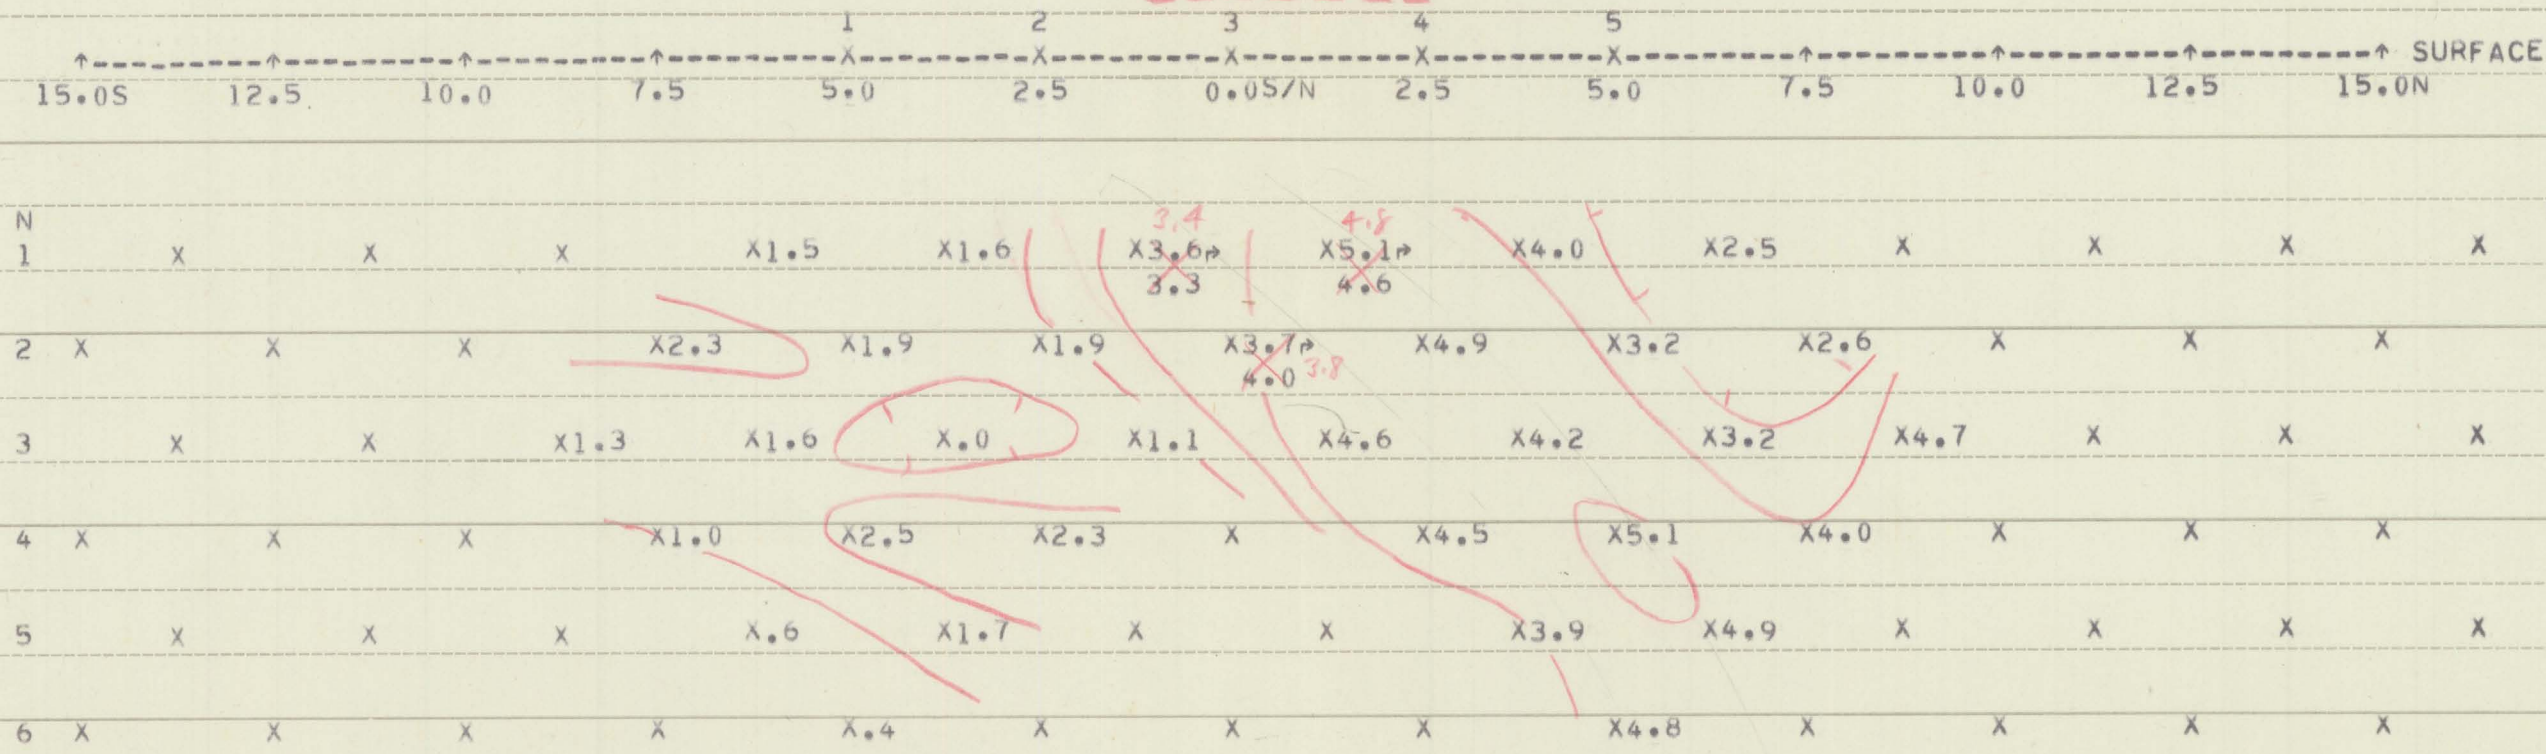 1 2 3 4 5
↑-------↑-------↑-------↑-------X-------X-------X-------X-------X-------↑-------↑-------↑-------↑ SURFACE
15.0S 12.5 10.0 7.5 5.0 2.5 0.0S/N 2.5 5.0 7.5 10.0 12.5 15.0N
N
3.4 4.8
1 X X X X1.5 X1.6 X3.6↱ X5.1↱ X4.0 X2.5 X X X X
3.3 4.6
2 X X X X2.3 X1.9 X1.9 X3.7↱ X4.9 X3.2 X2.6 X X X
4.0 3.8
3 X X X1.3 X1.6 X.0 X1.1 X4.6 X4.2 X3.2 X4.7 X X X
4 X X X X1.0 X2.5 X2.3 X X4.5 X5.1 X4.0 X X X
5 X X X X.6 X1.7 X X X3.9 X4.9 X X X X
6 X X X X X.4 X X X X4.8 X X X X